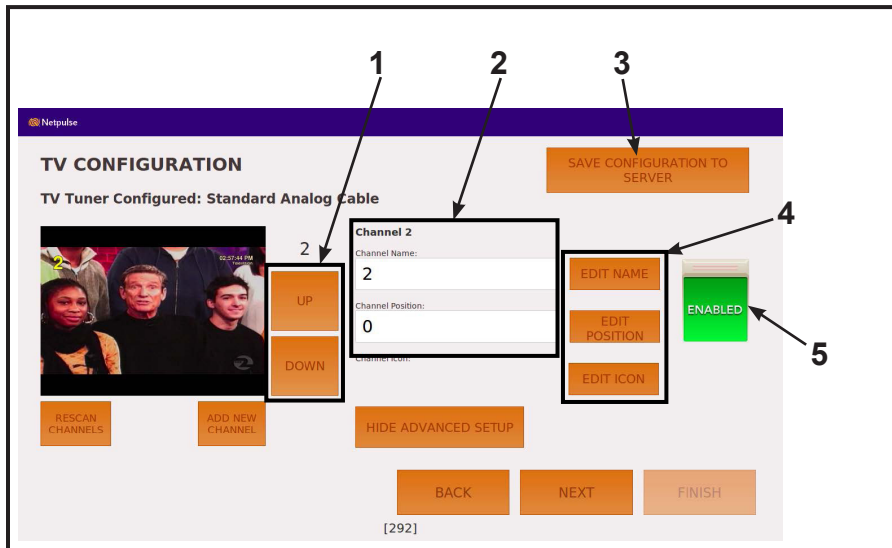 1
2
3
Netpulse
TV CONFIGURATION
SAVE CONFIGURATION TO
SERVER
TV Tuner Configured: Standard Analog Cable
4
2
02:57:44 PM
2
Channel 2
Channel Name:
2
EDIT NAME
UP
Channel Position:
0
EDIT
POSITION
ENABLED
5
DOWN
Channel Icon:
EDIT ICON
2
RESCAN
CHANNELS
ADD NEW
CHANNEL
HIDE ADVANCED SETUP
BACK
NEXT
FINISH
[292]